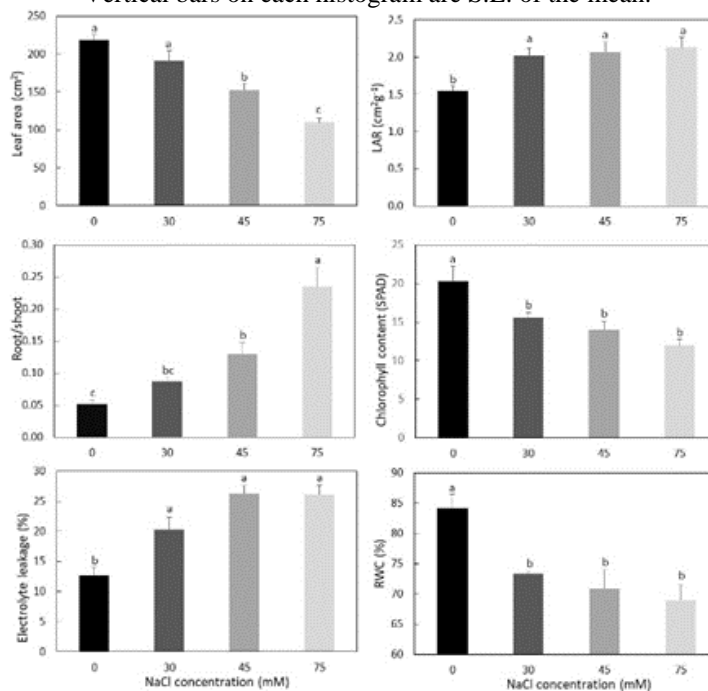 Vertical bars on each histogram are S.E. of the mean.
Leaf area (cm²)
250
200
150
100
50
0
a
a
b
c
0 30 45 75
LAR (cm²g⁻¹)
2.5
2.0
1.5
1.0
0.5
0.0
b
a
a
a
0 30 45 75
Root/shoot
0.30
0.25
0.20
0.15
0.10
0.05
0.00
c
bc
b
a
0 30 45 75
Chlorophyll content (SPAD)
25
20
15
10
5
0
a
b
b
b
0 30 45 75
Electrolyte leakage (%)
30
25
20
15
10
5
0
b
a
a
a
0 30 45 75
NaCl concentration (mM)
RWC (%)
90
85
80
75
70
65
60
a
b
b
b
0 30 45 75
NaCl concentration (mM)